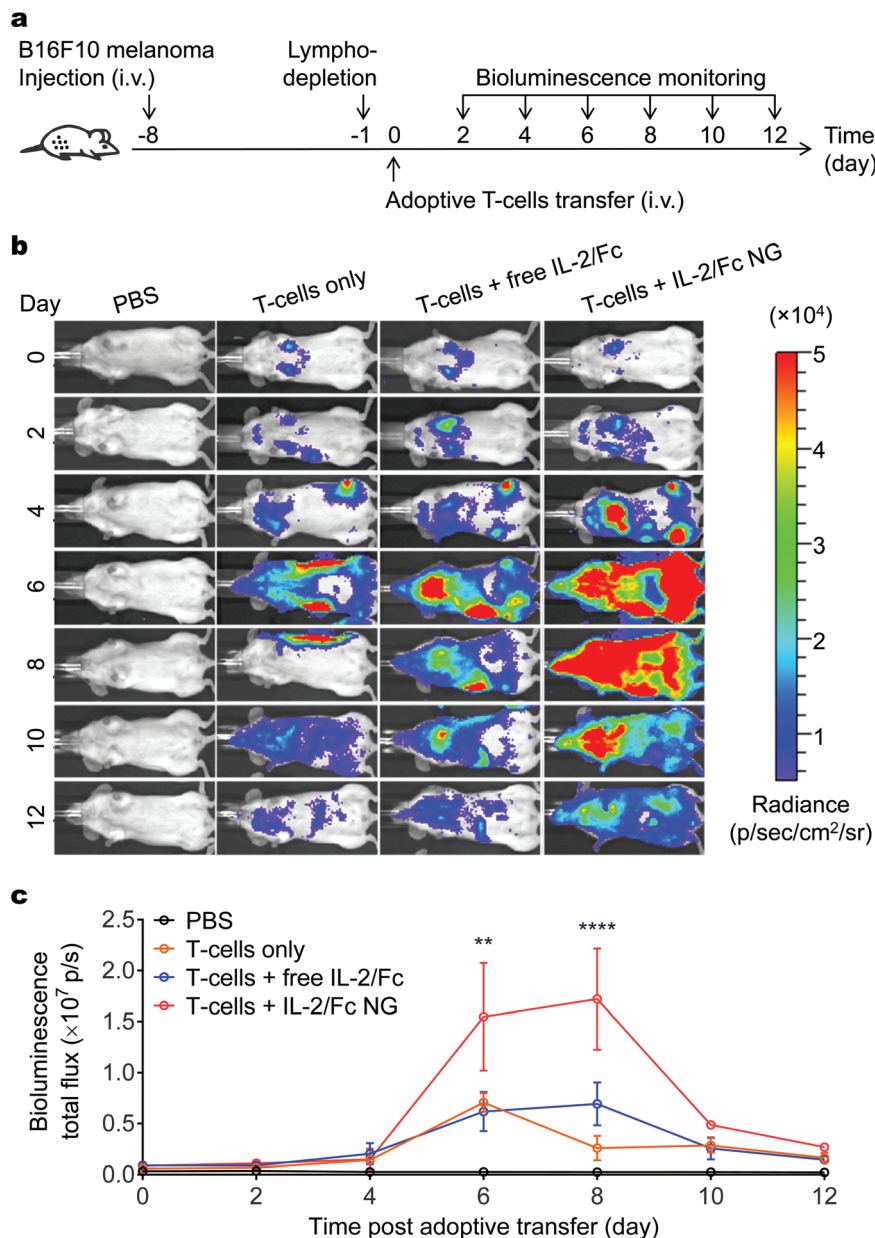 a
B16F10 melanoma
Injection (i.v.)
Lympho-
depletion
Bioluminescence monitoring
-8 -1 0 2 4 6 8 10 12 Time
(day)
Adoptive T-cells transfer (i.v.)
b
Day PBS T-cells only T-cells + free IL-2/Fc T-cells + IL-2/Fc NG
(×10⁴)
0
2
4
6
8
10
12
5
4
3
2
1
Radiance
(p/sec/cm²/sr)
c
Bioluminescence
total flux (×10⁷ p/s)
2.5
2.0
1.5
1.0
0.5
0.0
PBS
T-cells only
T-cells + free IL-2/Fc
T-cells + IL-2/Fc NG
** ****
0 2 4 6 8 10 12
Time post adoptive transfer (day)